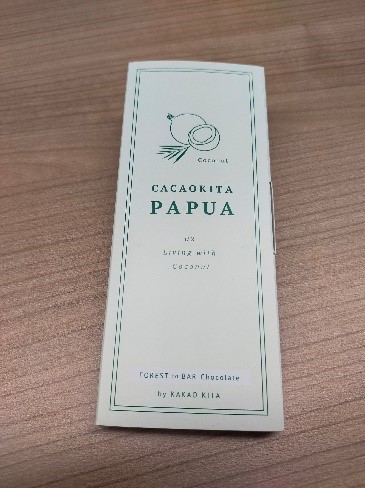 Coconut
CACAOKITA
PAPUA
Living with
Coconut
FOREST to BAR Chocolate
by KAKAO KITA